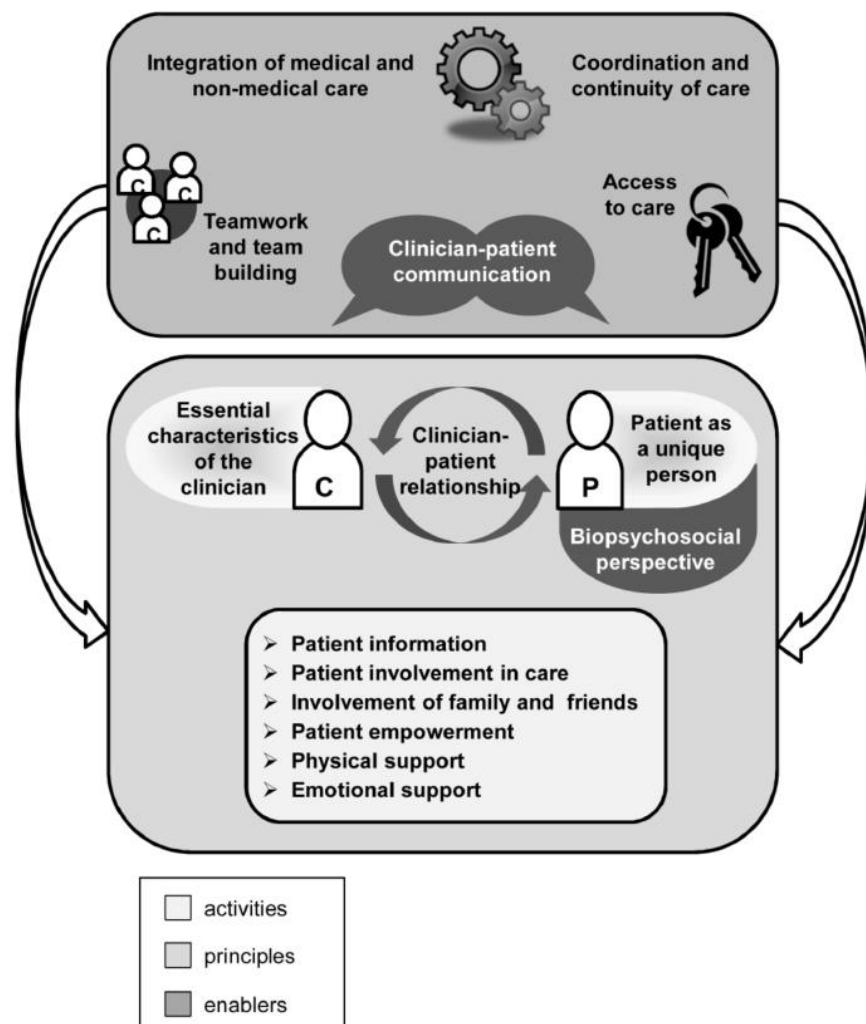 Integration of medical and
non-medical care
Coordination and
continuity of care
C
C
C
Teamwork
and team
building
Access
to care
Clinician-patient
communication
Essential
characteristics
of the
clinician
C
Clinician-
patient
relationship
P
Patient as
a unique
person
Biopsychosocial
perspective
➢ Patient information
➢ Patient involvement in care
➢ Involvement of family and friends
➢ Patient empowerment
➢ Physical support
➢ Emotional support
activities
principles
enablers